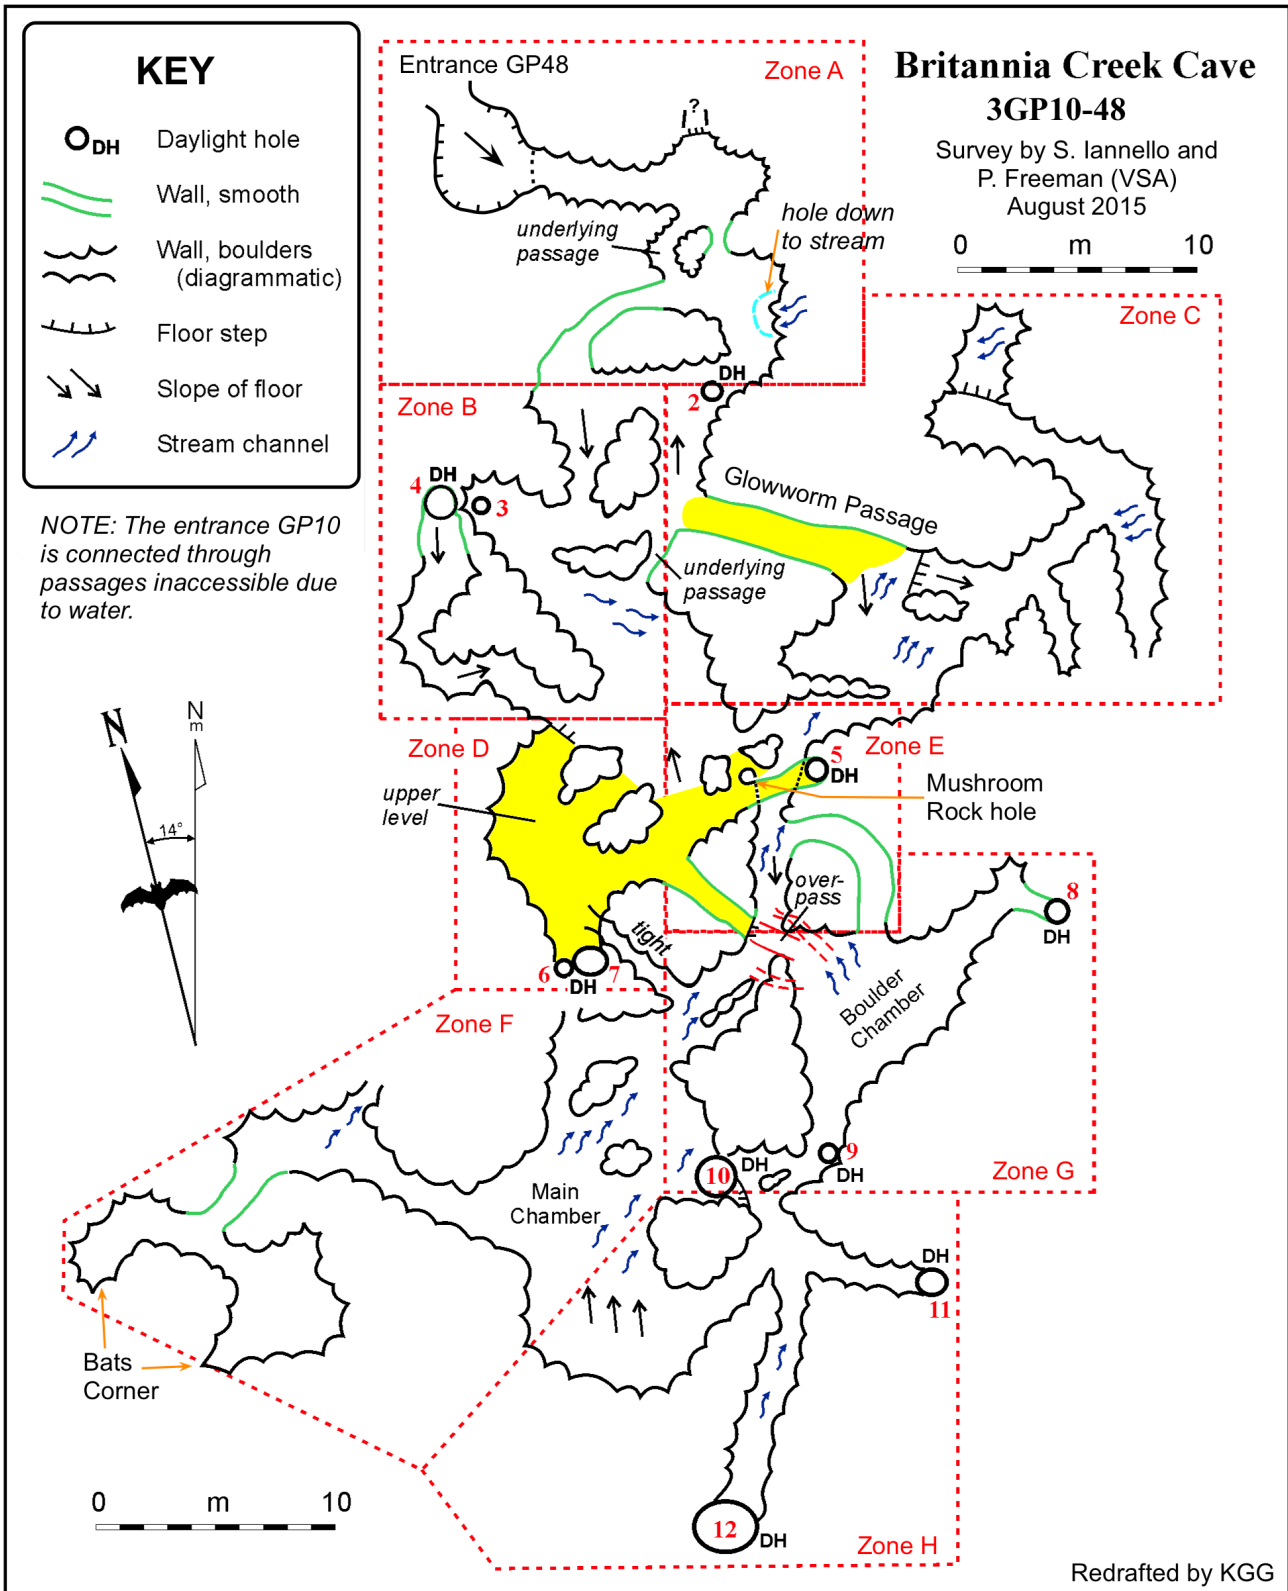 KEY
DH
Daylight hole
Wall, smooth
Wall, boulders
(diagrammatic)
Floor step
Slope of floor
Stream channel
NOTE: The entrance GP10
is connected through
passages inaccessible due
to water.
Britannia Creek Cave
3GP10-48
Survey by S. Iannello and
P. Freeman (VSA)
August 2015
0 m 10
Entrance GP48
Zone A
?
underlying
passage
hole down
to stream
Zone C
DH
2
Zone B
DH
4
3
Glowworm Passage
underlying
passage
N
N
m
14°
Zone D
Zone E
5
DH
Mushroom
Rock hole
upper
level
over-
pass
tight
8
DH
6
7
DH
Boulder
Chamber
Zone F
9
DH
10
DH
Zone G
Main
Chamber
DH
11
Bats
Corner
0 m 10
12
DH
Zone H
Redrafted by KGG